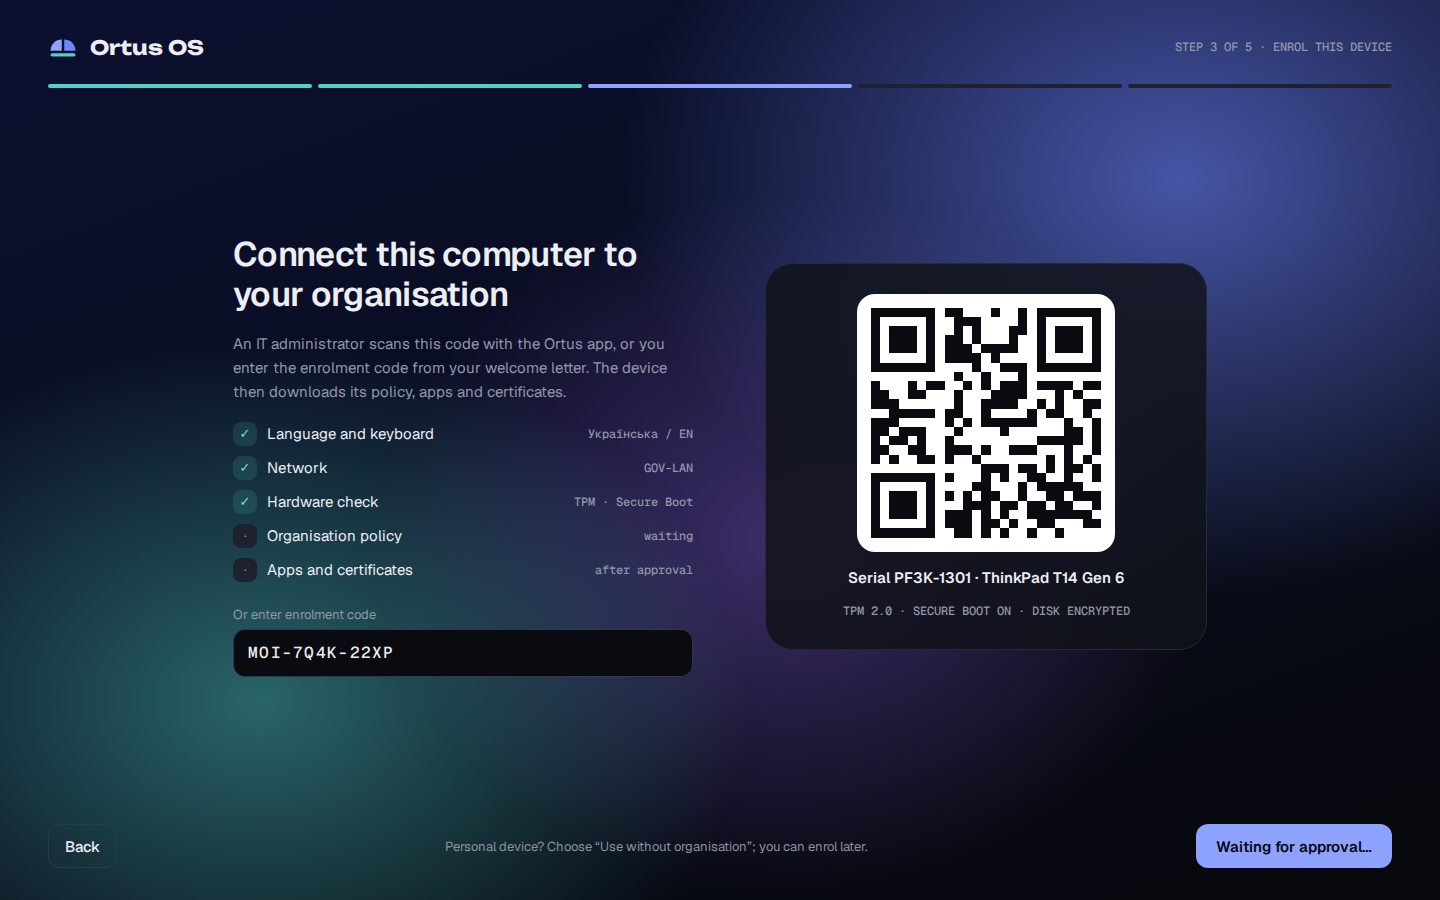 Ortus OS
STEP 3 OF 5 · ENROL THIS DEVICE
Connect this computer to
your organisation
An IT administrator scans this code with the Ortus app, or you
enter the enrolment code from your welcome letter. The device
then downloads its policy, apps and certificates.
✓ Language and keyboard Українська / EN
✓ Network GOV-LAN
✓ Hardware check TPM · Secure Boot
· Organisation policy waiting
· Apps and certificates after approval
Or enter enrolment code
MOI-7Q4K-22XP
Serial PF3K-1301 · ThinkPad T14 Gen 6
TPM 2.0 · SECURE BOOT ON · DISK ENCRYPTED
Back
Personal device? Choose “Use without organisation”; you can enrol later.
Waiting for approval…